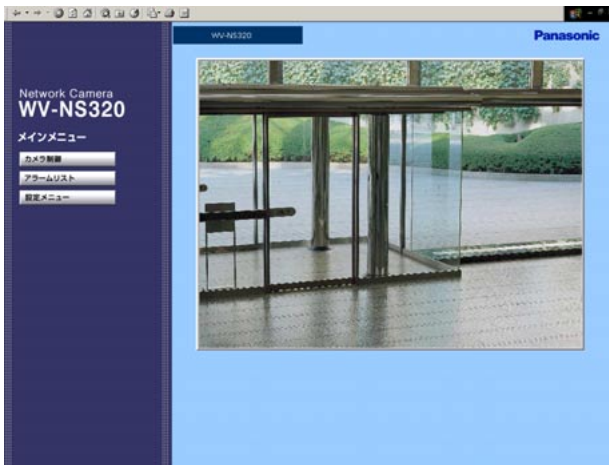 WV-NS320
Panasonic
Network Camera
WV-NS320
メインメニュー
カメラ制御
アラームリスト
設定メニュー